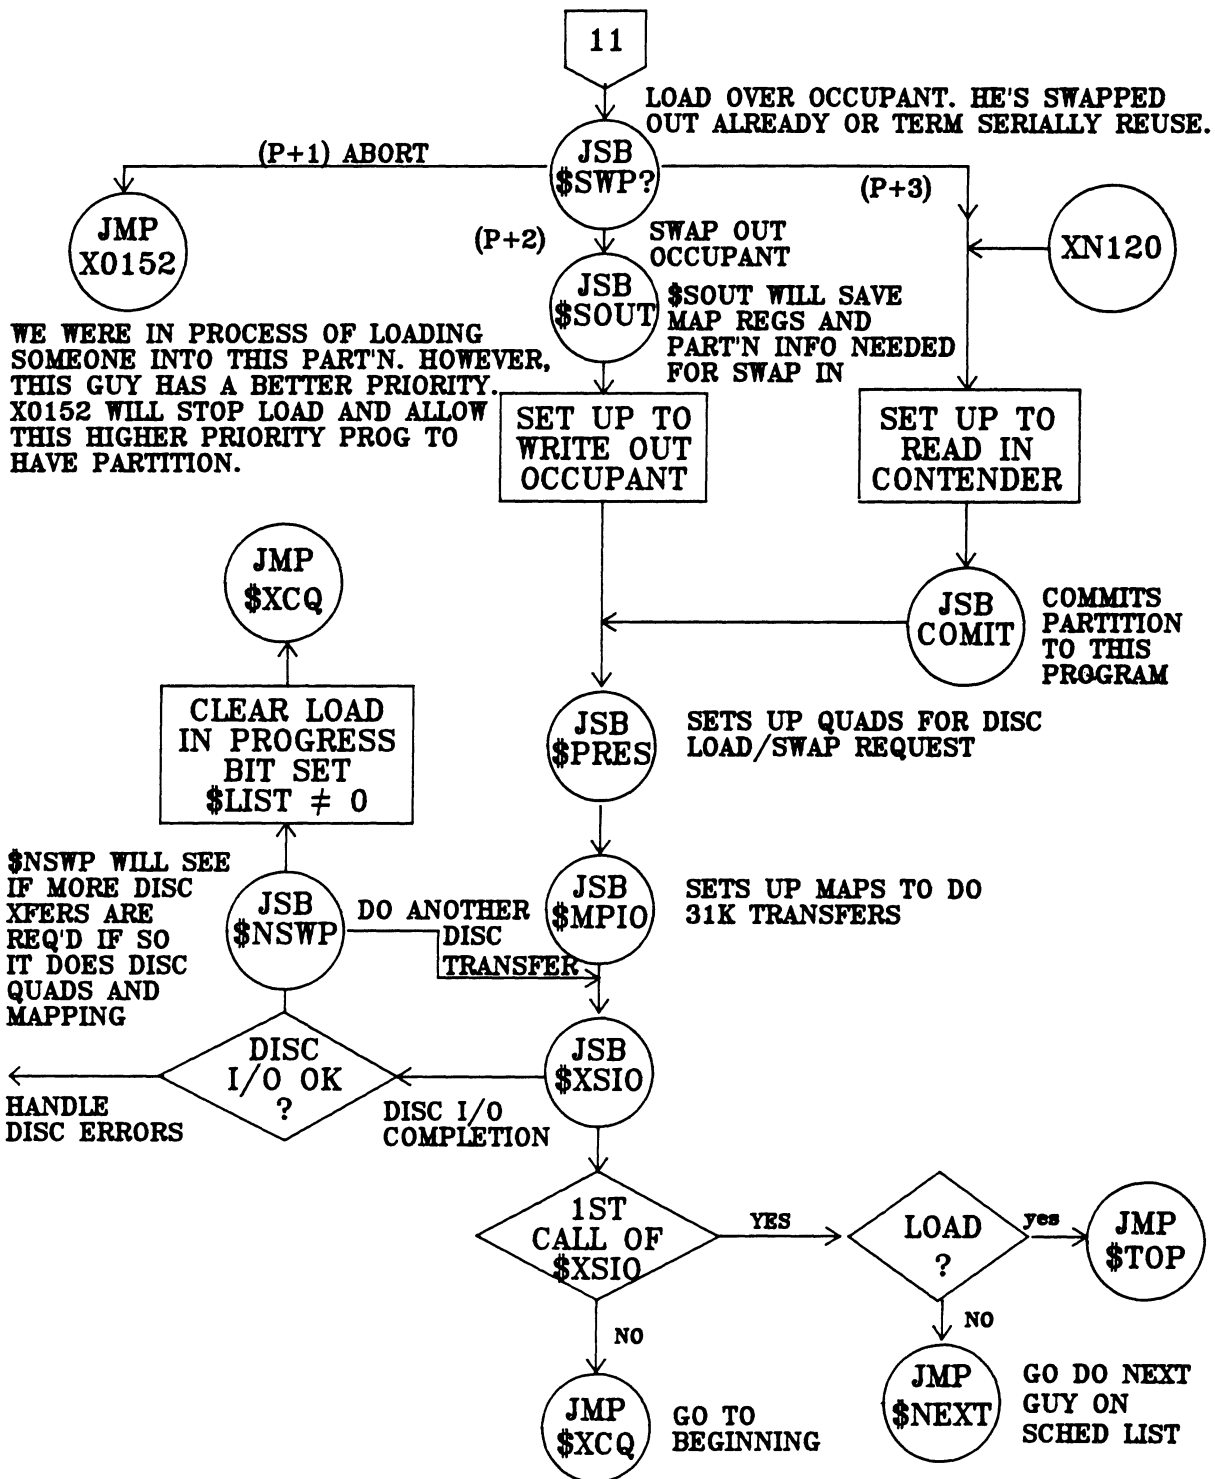 11
LOAD OVER OCCUPANT. HE'S SWAPPED
OUT ALREADY OR TERM SERIALLY REUSE.
(P+1) ABORT
JSB
$SWP?
(P+3)
JMP
X0152
(P+2)
SWAP OUT
OCCUPANT
XN120
JSB
$SOUT
$SOUT WILL SAVE
MAP REGS AND
PART'N INFO NEEDED
FOR SWAP IN
WE WERE IN PROCESS OF LOADING
SOMEONE INTO THIS PART'N. HOWEVER,
THIS GUY HAS A BETTER PRIORITY.
X0152 WILL STOP LOAD AND ALLOW
THIS HIGHER PRIORITY PROG TO
HAVE PARTITION.
SET UP TO
WRITE OUT
OCCUPANT
SET UP TO
READ IN
CONTENDER
JMP
$XCQ
JSB
COMIT
COMMITS
PARTITION
TO THIS
PROGRAM
CLEAR LOAD
IN PROGRESS
BIT SET
$LIST ≠ 0
JSB
$PRES
SETS UP QUADS FOR DISC
LOAD/SWAP REQUEST
$NSWP WILL SEE
IF MORE DISC
XFERS ARE
REQ'D IF SO
IT DOES DISC
QUADS AND
MAPPING
JSB
$NSWP
DO ANOTHER
DISC
TRANSFER
JSB
$MPIO
SETS UP MAPS TO DO
31K TRANSFERS
DISC
I/O OK
?
HANDLE
DISC ERRORS
DISC I/O
COMPLETION
JSB
$XSIO
1ST
CALL OF
$XSIO
YES
LOAD
?
yes
JMP
$TOP
NO
NO
JMP
$XCQ
GO TO
BEGINNING
JMP
$NEXT
GO DO NEXT
GUY ON
SCHED LIST